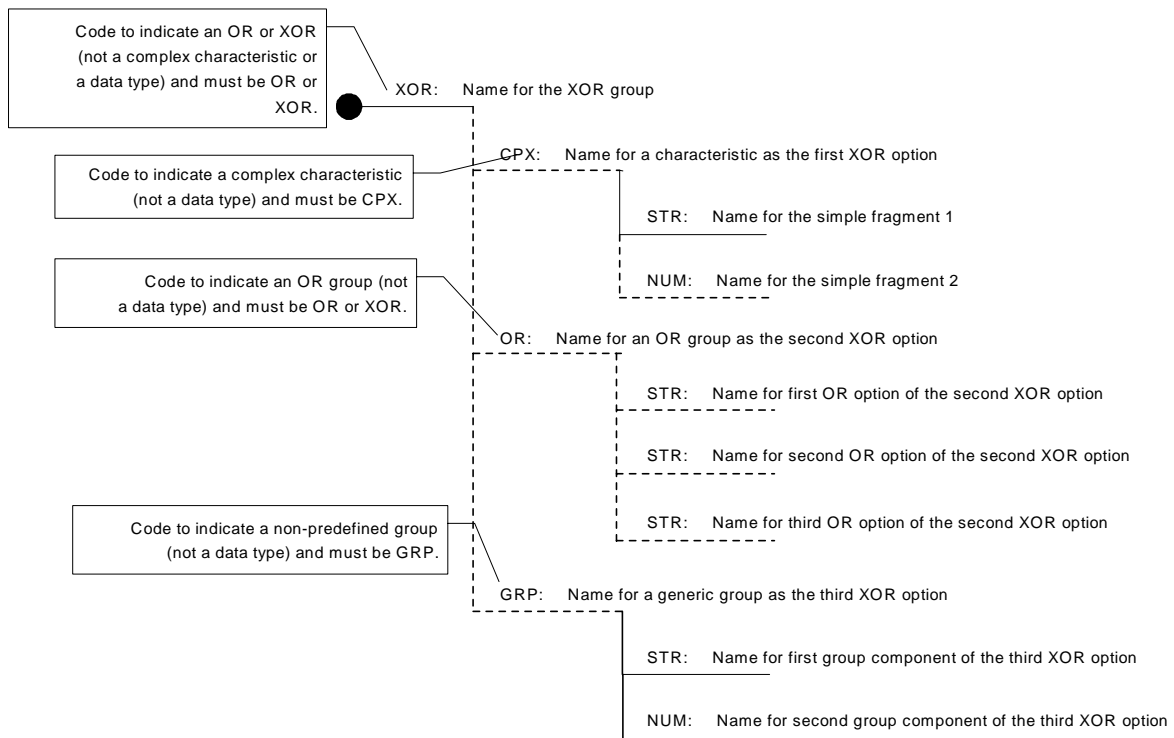 Code to indicate an OR or XOR
(not a complex characteristic or
a data type) and must be OR or
XOR.
XOR: Name for the XOR group
CPX: Name for a characteristic as the first XOR option
Code to indicate a complex characteristic
(not a data type) and must be CPX.
STR: Name for the simple fragment 1
NUM: Name for the simple fragment 2
Code to indicate an OR group (not
a data type) and must be OR or XOR.
OR: Name for an OR group as the second XOR option
STR: Name for first OR option of the second XOR option
STR: Name for second OR option of the second XOR option
STR: Name for third OR option of the second XOR option
Code to indicate a non-predefined group
(not a data type) and must be GRP.
GRP: Name for a generic group as the third XOR option
STR: Name for first group component of the third XOR option
NUM: Name for second group component of the third XOR option